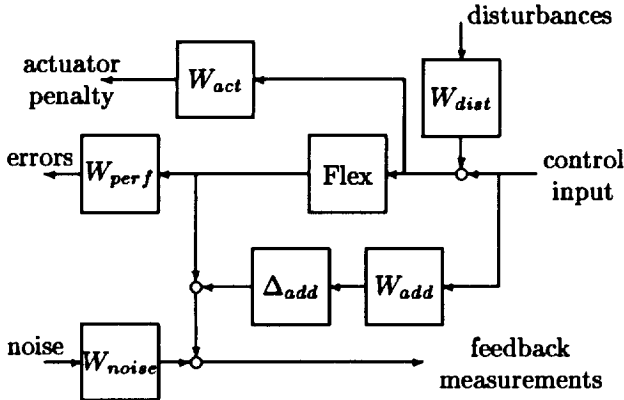 disturbances
actuator
penalty
W_act
W_dist
errors
W_perf
Flex
control
input
Δ_add
W_add
noise
W_noise
feedback
measurements